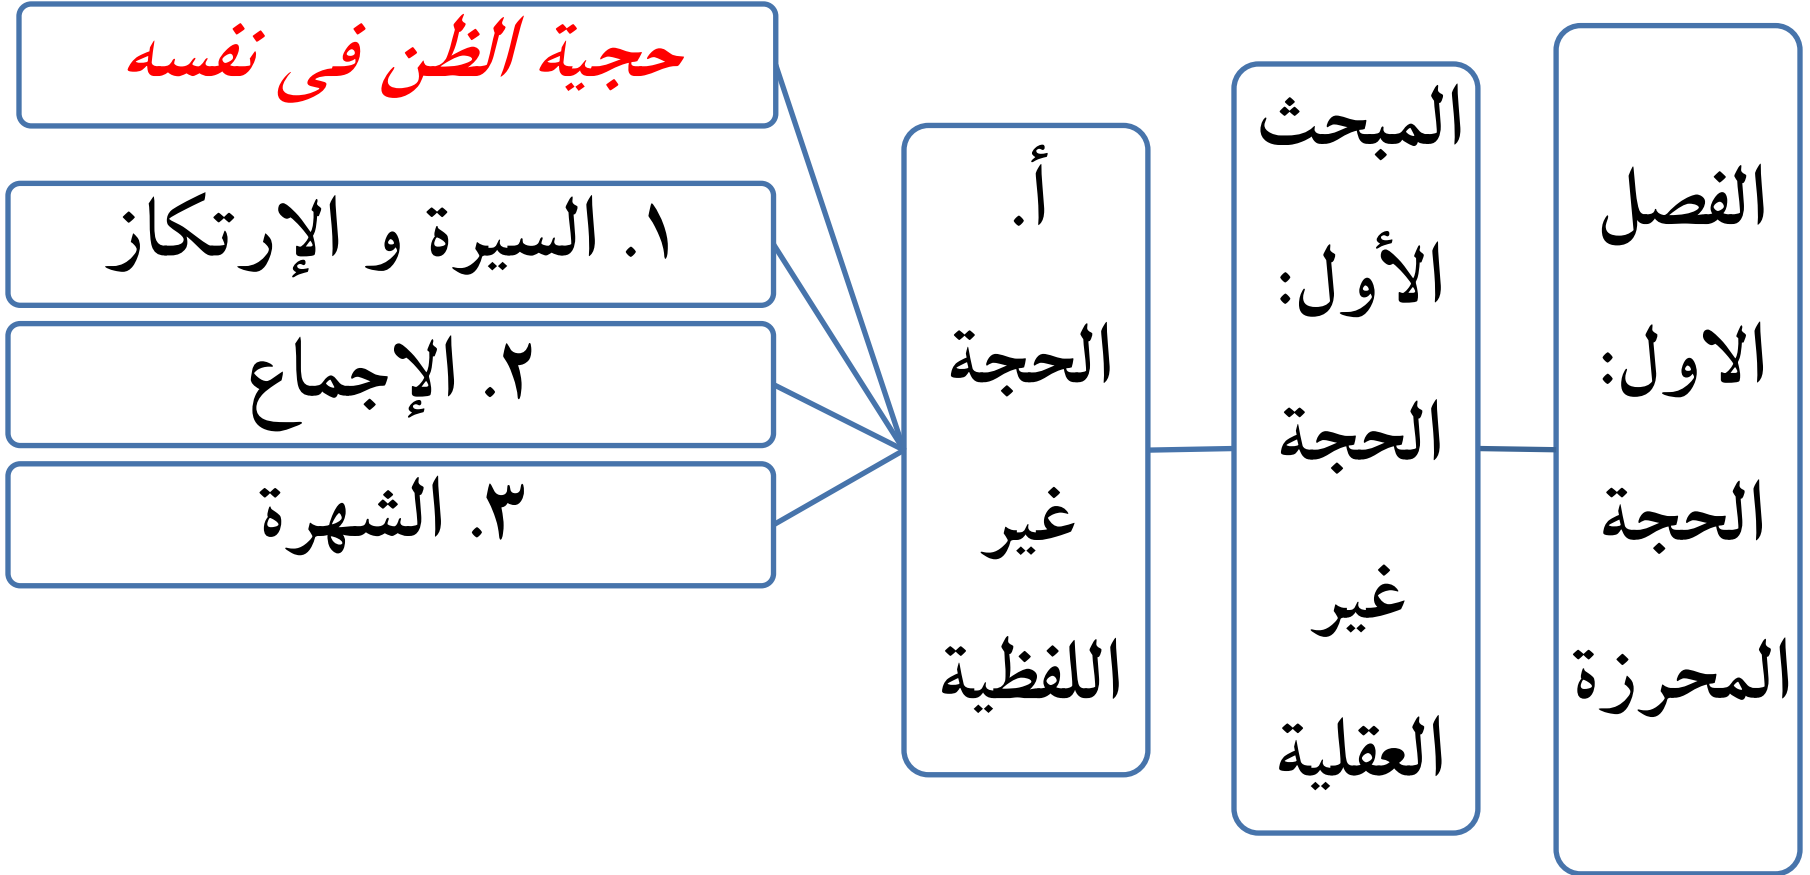 الفصل
الاول:
الحجة
المحرزة
المبحث
الأول:
الحجة
غير
العقلية
أ.
الحجة
غير
اللفظية
حجية الظن فى نفسه
١. السيرة و الإرتكاز
٢. الإجماع
٣. الشهرة